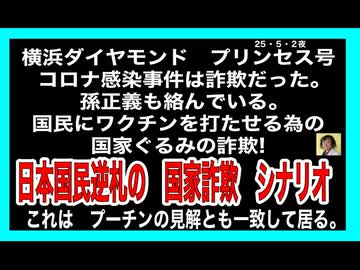 25・5・2夜
横浜ダイヤモンド　プリンセス号
コロナ感染事件は詐欺だった。
孫正義も絡んでいる。
国民にワクチンを打たせる為の
国家ぐるみの詐欺!
日本国民逆札の　国家詐欺　シナリオ
これは　プーチンの見解とも一致して居る。